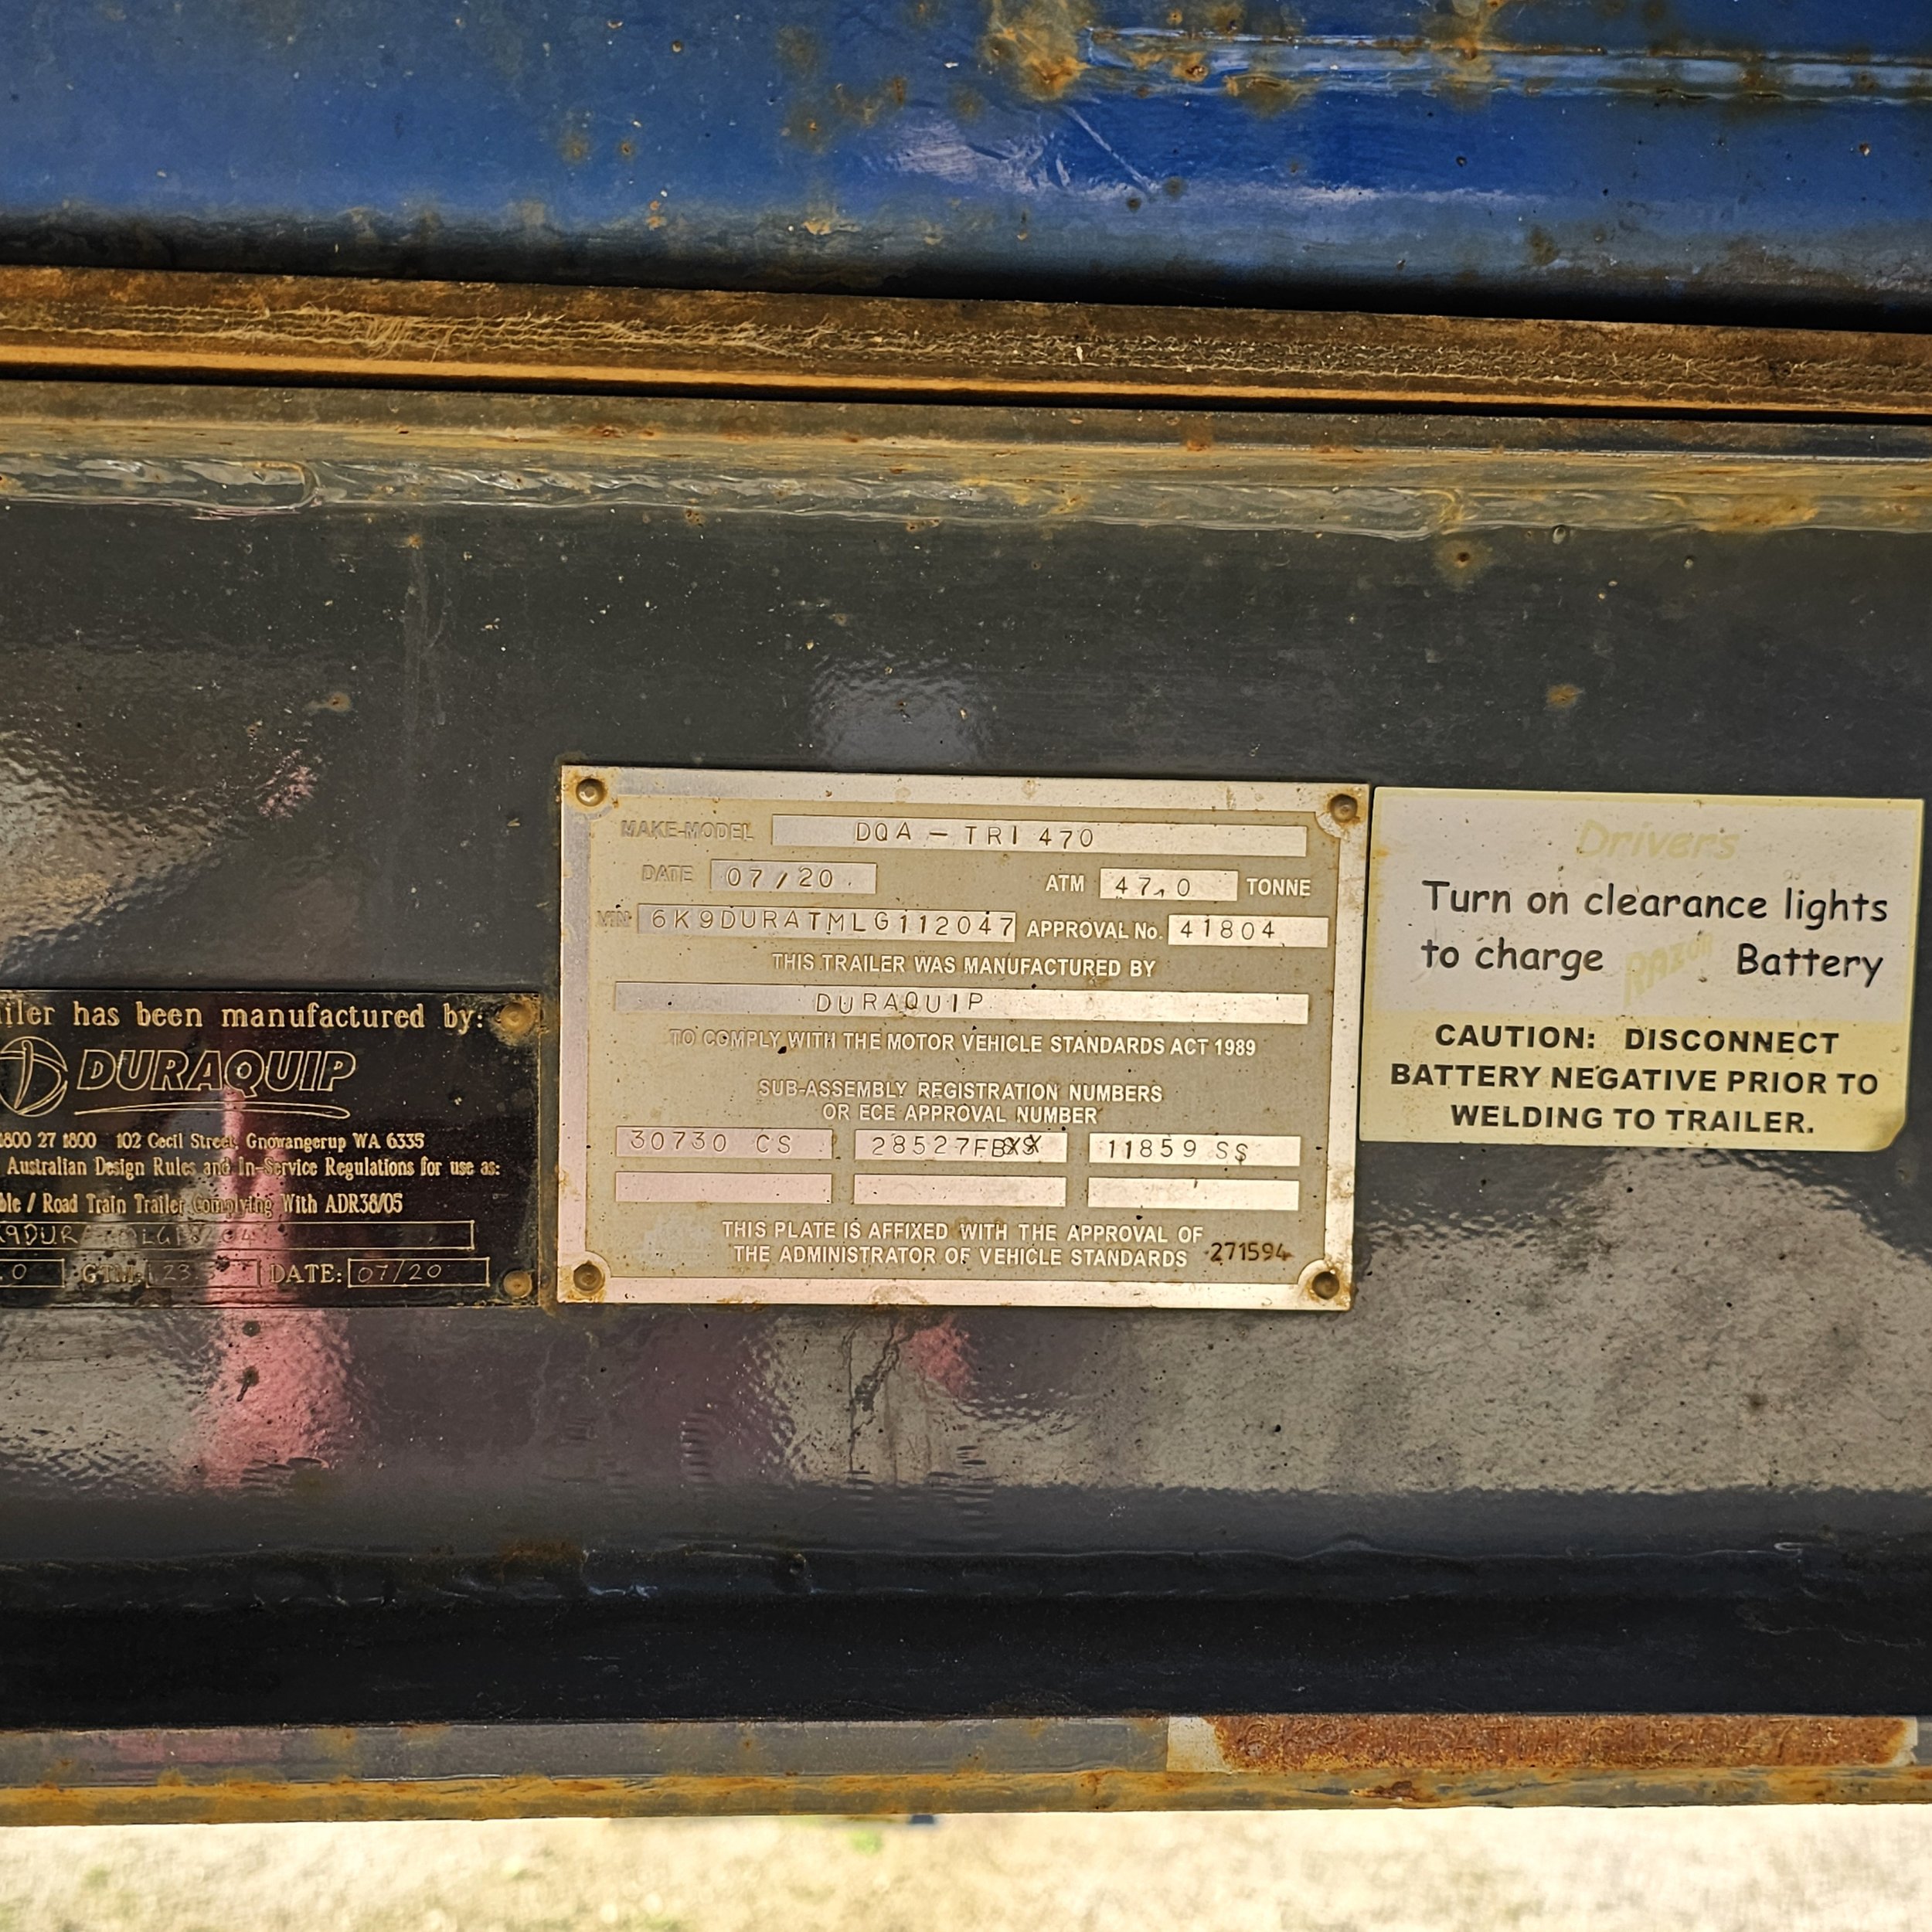 MAKE-MODEL DQA – TRI 470
DATE 07/20 ATM 47.0 TONNE
VIN 6K9DURATMLG112047 APPROVAL No. 41804
THIS TRAILER WAS MANUFACTURED BY
DURAQUIP
TO COMPLY WITH THE MOTOR VEHICLE STANDARDS ACT 1989
SUB-ASSEMBLY REGISTRATION NUMBERS
OR ECE APPROVAL NUMBER
30730 CS 11859 SS
THIS PLATE IS AFFIXED WITH THE APPROVAL OF
THE ADMINISTRATOR OF VEHICLE STANDARDS 271594
Drivers
Turn on clearance lights
to charge RAZOR Battery
CAUTION: DISCONNECT
BATTERY NEGATIVE PRIOR TO
WELDING TO TRAILER.
has been manufactured by:
DURAQUIP
27 1800 102 Cecil Street, Gnowangerup WA 6335
Australian Design Rules and In-Service Regulations for use as:
/ Road Train Trailer Complying With ADR38/05
GTM: 23 DATE: 07/20